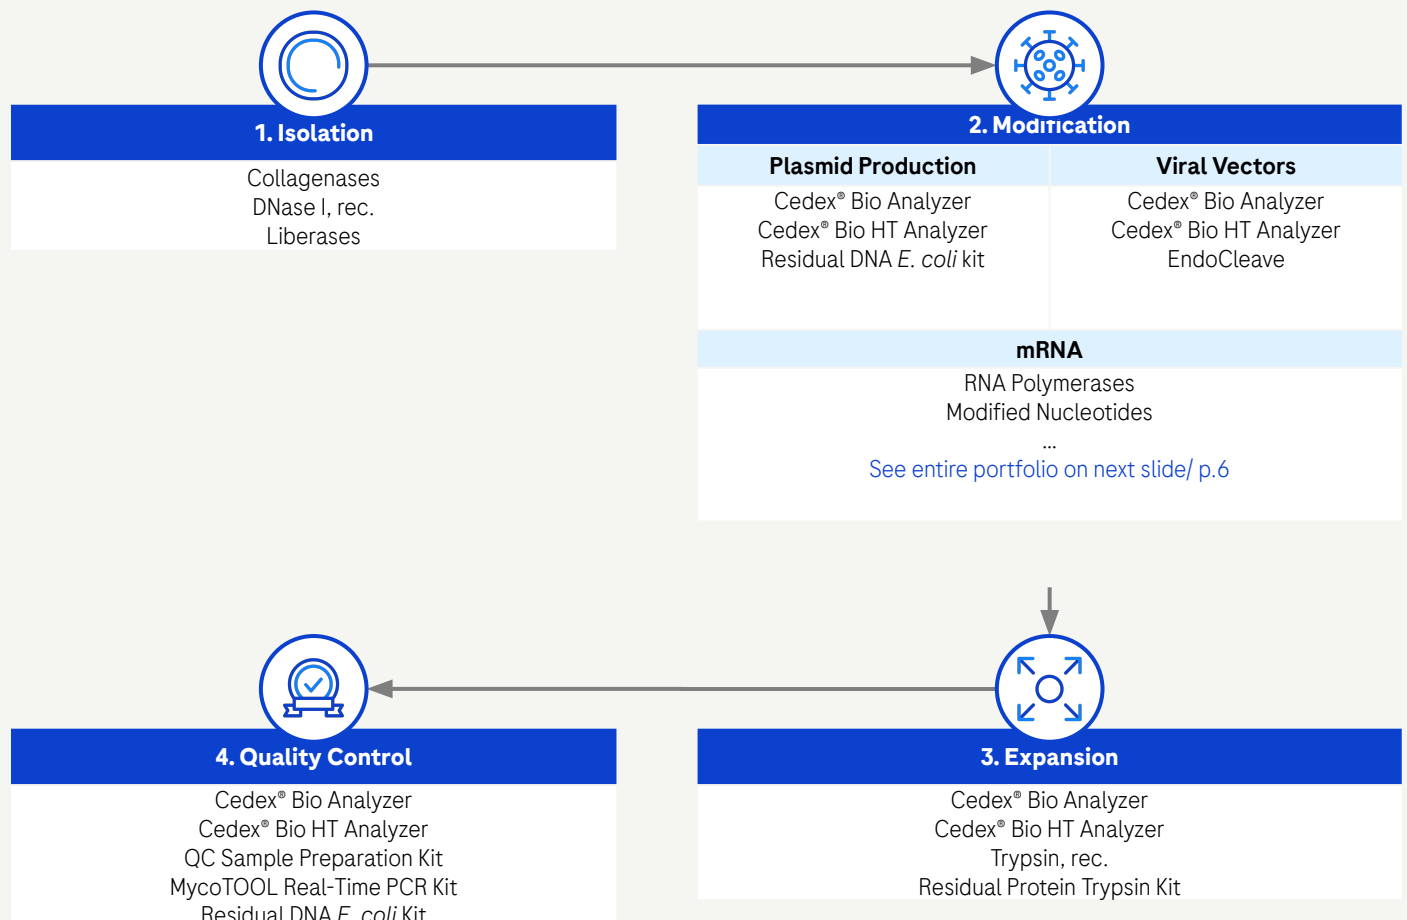 1. Isolation
Collagenases
DNase I, rec.
Liberases
2. Modification
Plasmid Production
Cedex® Bio Analyzer
Cedex® Bio HT Analyzer
Residual DNA E. coli kit
Viral Vectors
Cedex® Bio Analyzer
Cedex® Bio HT Analyzer
EndoCleave
mRNA
RNA Polymerases
Modified Nucleotides
...
See entire portfolio on next slide/ p.6
4. Quality Control
Cedex® Bio Analyzer
Cedex® Bio HT Analyzer
QC Sample Preparation Kit
MycoTOOL Real-Time PCR Kit
Residual DNA E. coli Kit
3. Expansion
Cedex® Bio Analyzer
Cedex® Bio HT Analyzer
Trypsin, rec.
Residual Protein Trypsin Kit